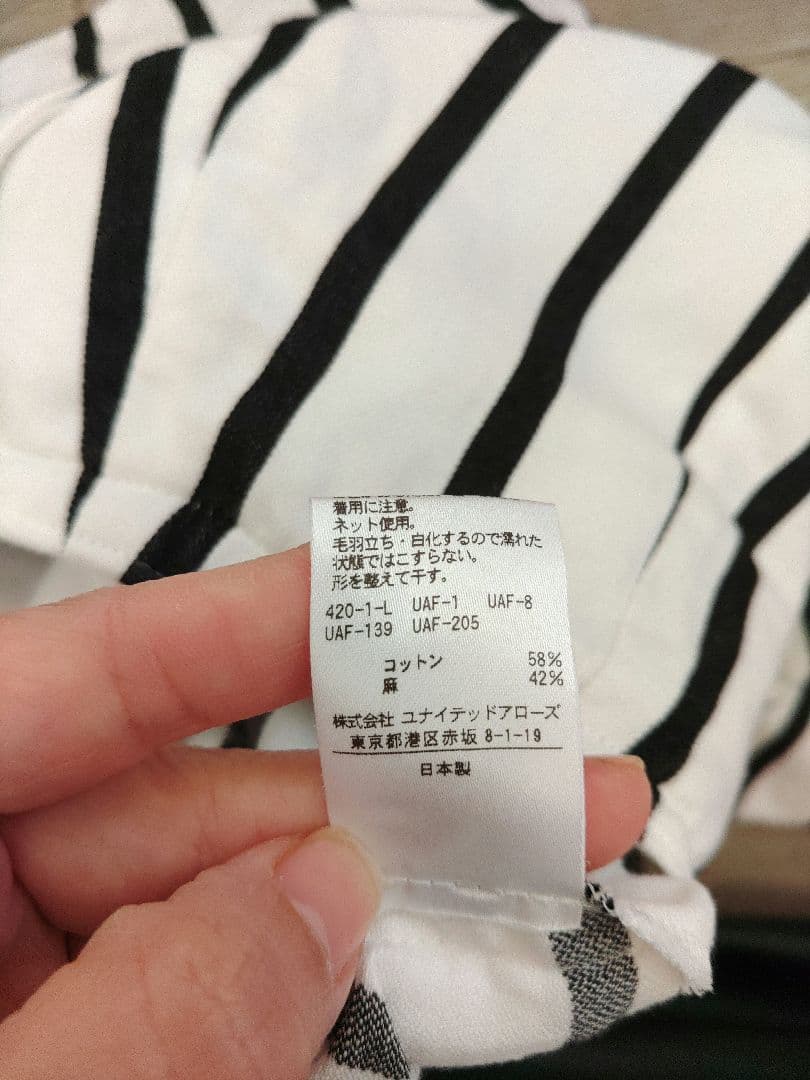 着用に注意。
ネット使用。
毛羽立ち・白化するので濡れた
状態ではこすらない。
形を整えて干す。
420-1-L UAF-1 UAF-8
UAF-139 UAF-205
コットン 58%
麻 42%
株式会社 ユナイテッドアローズ
東京都港区赤坂 8-1-19
日本製